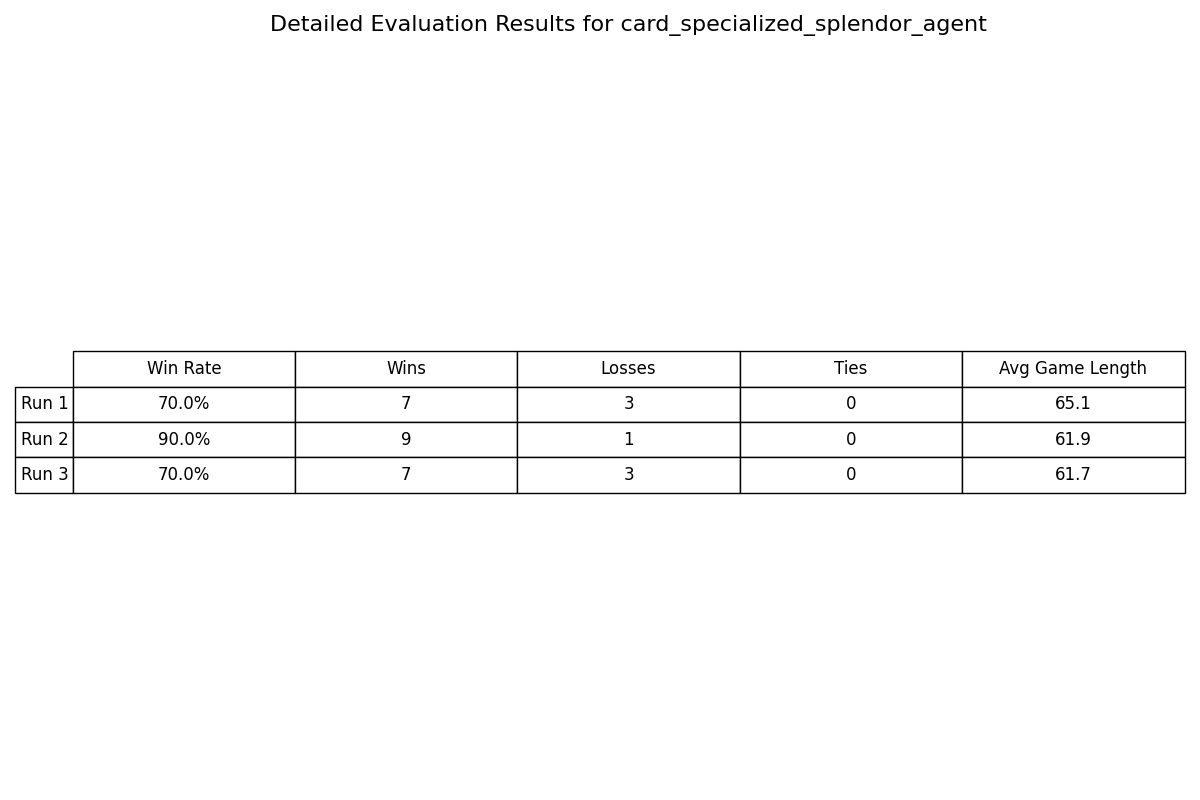 Detailed Evaluation Results for card_specialized_splendor_agent
Win Rate Wins Losses Ties Avg Game Length
Run 1 70.0% 7 3 0 65.1
Run 2 90.0% 9 1 0 61.9
Run 3 70.0% 7 3 0 61.7